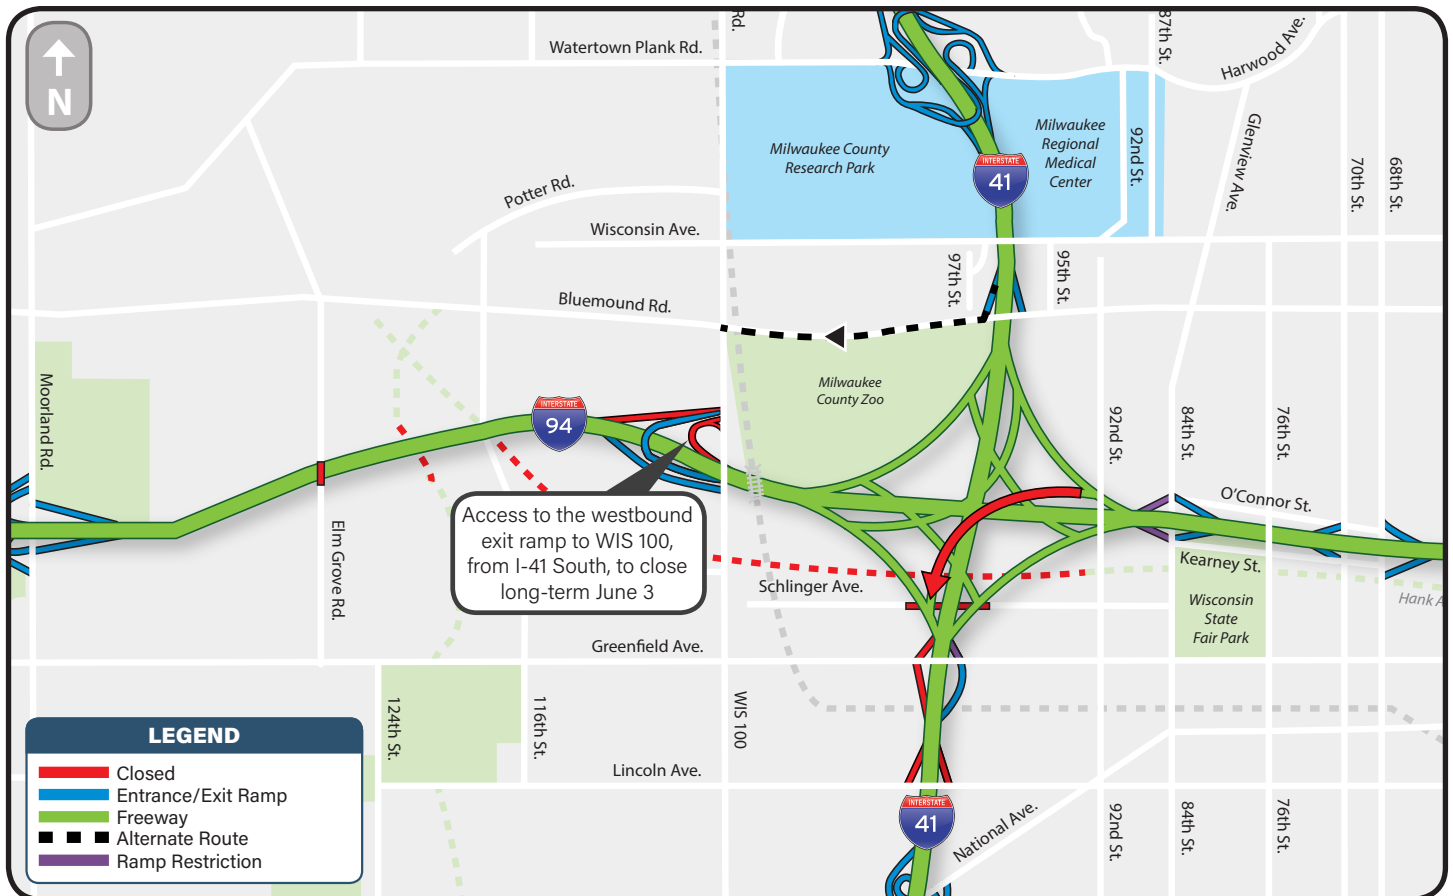 N
Watertown Plank Rd.
Rd.
87th St.
Harwood Ave.
Milwaukee County
Research Park
Milwaukee
Regional
Medical
Center
92nd St.
Glenview Ave.
70th St.
68th St.
INTERSTATE
41
Potter Rd.
Wisconsin Ave.
97th St.
95th St.
Bluemound Rd.
Milwaukee
County Zoo
Moorland Rd.
INTERSTATE
94
92nd St.
84th St.
76th St.
Access to the westbound
exit ramp to WIS 100,
from I-41 South, to close
long-term June 3
O'Connor St.
Kearney St.
Elm Grove Rd.
Schlinger Ave.
Wisconsin
State
Fair Park
Hank A
Greenfield Ave.
124th St.
116th St.
WIS 100
Lincoln Ave.
INTERSTATE
41
National Ave.
92nd St.
84th St.
76th St.
LEGEND
Closed
Entrance/Exit Ramp
Freeway
Alternate Route
Ramp Restriction